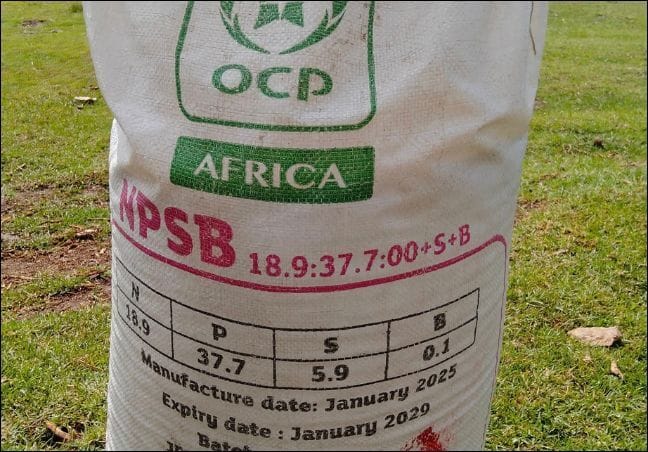 OCP
AFRICA
NPSB 18.9:37.7:00+S+B
N P S B
18.9 37.7 5.9 0.1
Manufacture date: January 2025
Expiry date : January 2029